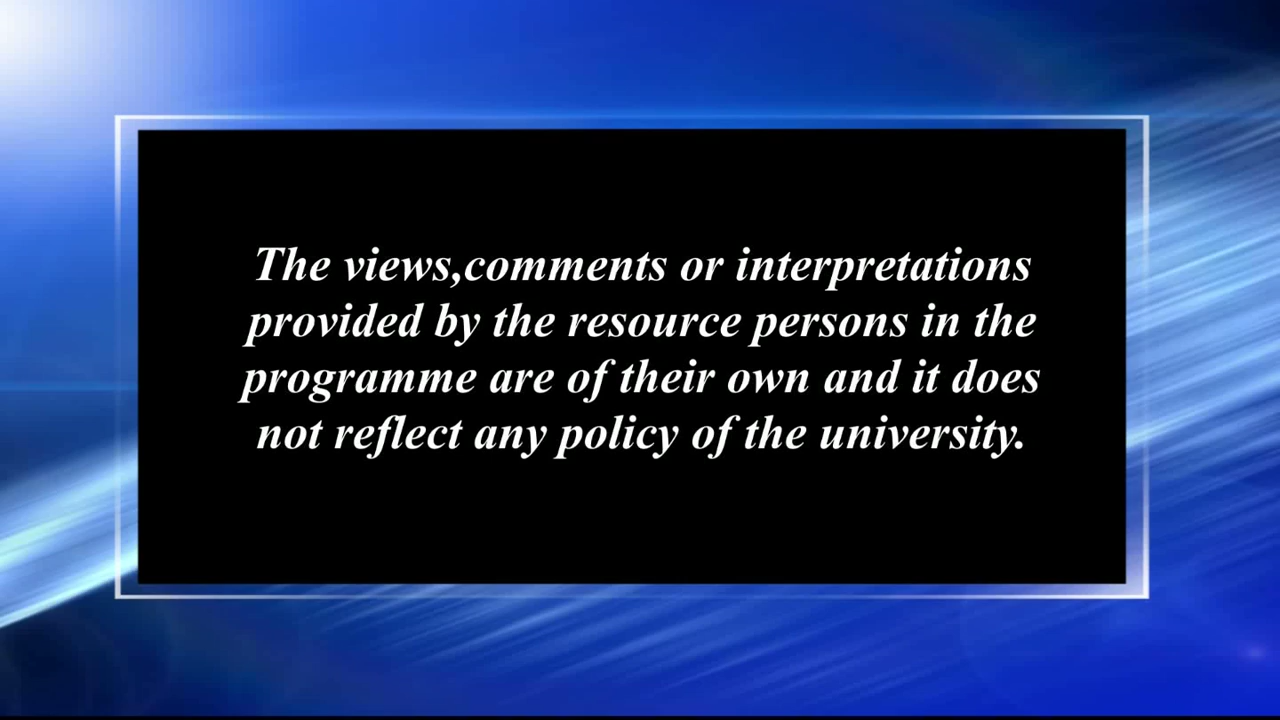 The views,comments or interpretations
provided by the resource persons in the
programme are of their own and it does
not reflect any policy of the university.